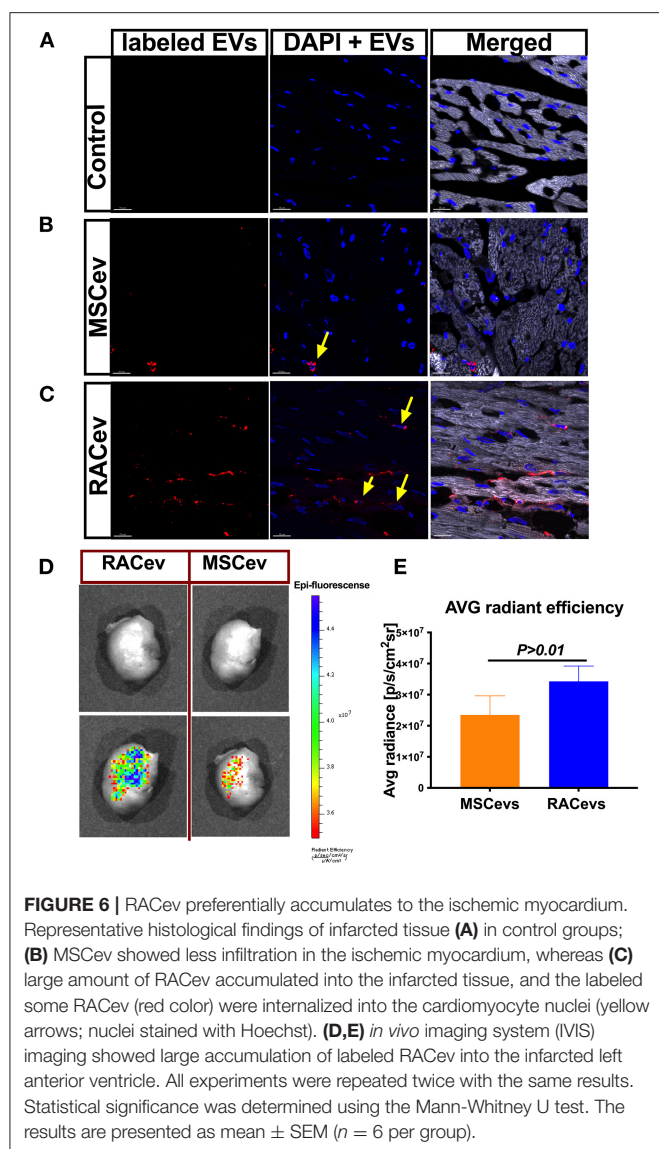 A
labeled EVs
DAPI + EVs
Merged
Control
B
MSCev
C
RACev
D
RACev
MSCev
Epi-fluorescense
4.4
4.2
x10⁷
4.0
3.8
3.6
Radiant Efficiency
E
AVG radiant efficiency
Avg radiance [p/s/cm²sr]
5×10⁷
4×10⁷
3×10⁷
2×10⁷
1×10⁷
0
P>0.01
MSCevs
RACevs
FIGURE 6 | RACev preferentially accumulates to the ischemic myocardium.
Representative histological findings of infarcted tissue (A) in control groups;
(B) MSCev showed less infiltration in the ischemic myocardium, whereas (C)
large amount of RACev accumulated into the infarcted tissue, and the labeled
some RACev (red color) were internalized into the cardiomyocyte nuclei (yellow
arrows; nuclei stained with Hoechst). (D,E) in vivo imaging system (IVIS)
imaging showed large accumulation of labeled RACev into the infarcted left
anterior ventricle. All experiments were repeated twice with the same results.
Statistical significance was determined using the Mann-Whitney U test. The
results are presented as mean ± SEM (n = 6 per group).